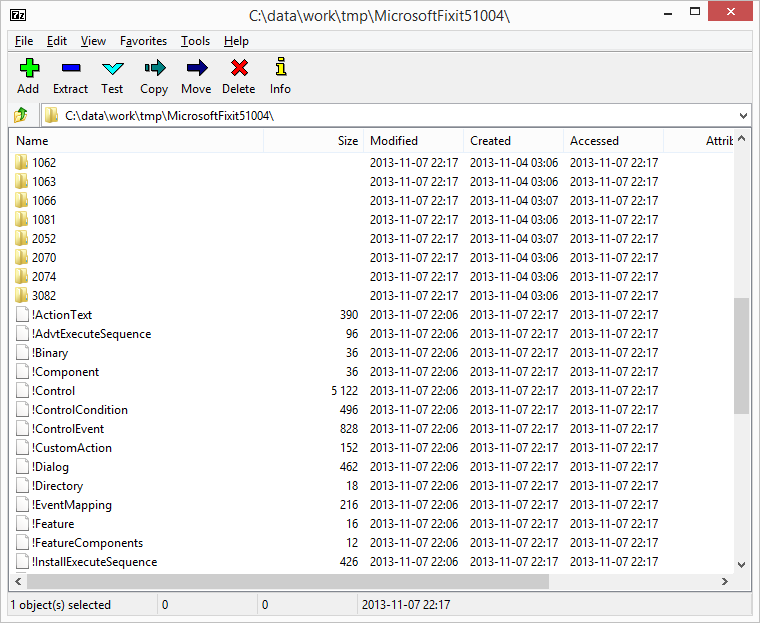 7z C:\data\work\tmp\MicrosoftFixit51004\
File Edit View Favorites Tools Help
Add Extract Test Copy Move Delete Info
C:\data\work\tmp\MicrosoftFixit51004\
Name Size Modified Created Accessed Attrib
1062 2013-11-07 22:17 2013-11-04 03:06 2013-11-07 22:17
1063 2013-11-07 22:17 2013-11-04 03:06 2013-11-07 22:17
1066 2013-11-07 22:17 2013-11-04 03:07 2013-11-07 22:17
1081 2013-11-07 22:17 2013-11-04 03:06 2013-11-07 22:17
2052 2013-11-07 22:17 2013-11-04 03:07 2013-11-07 22:17
2070 2013-11-07 22:17 2013-11-04 03:06 2013-11-07 22:17
2074 2013-11-07 22:17 2013-11-04 03:06 2013-11-07 22:17
3082 2013-11-07 22:17 2013-11-04 03:06 2013-11-07 22:17
!ActionText 390 2013-11-07 22:06 2013-11-07 22:17 2013-11-07 22:17
!AdvtExecuteSequence 96 2013-11-07 22:06 2013-11-07 22:17 2013-11-07 22:17
!Binary 36 2013-11-07 22:06 2013-11-07 22:17 2013-11-07 22:17
!Component 36 2013-11-07 22:06 2013-11-07 22:17 2013-11-07 22:17
!Control 5 122 2013-11-07 22:06 2013-11-07 22:17 2013-11-07 22:17
!ControlCondition 496 2013-11-07 22:06 2013-11-07 22:17 2013-11-07 22:17
!ControlEvent 828 2013-11-07 22:06 2013-11-07 22:17 2013-11-07 22:17
!CustomAction 152 2013-11-07 22:06 2013-11-07 22:17 2013-11-07 22:17
!Dialog 462 2013-11-07 22:06 2013-11-07 22:17 2013-11-07 22:17
!Directory 18 2013-11-07 22:06 2013-11-07 22:17 2013-11-07 22:17
!EventMapping 216 2013-11-07 22:06 2013-11-07 22:17 2013-11-07 22:17
!Feature 16 2013-11-07 22:06 2013-11-07 22:17 2013-11-07 22:17
!FeatureComponents 12 2013-11-07 22:06 2013-11-07 22:17 2013-11-07 22:17
!InstallExecuteSequence 426 2013-11-07 22:06 2013-11-07 22:17 2013-11-07 22:17
1 object(s) selected 0 0 2013-11-07 22:17